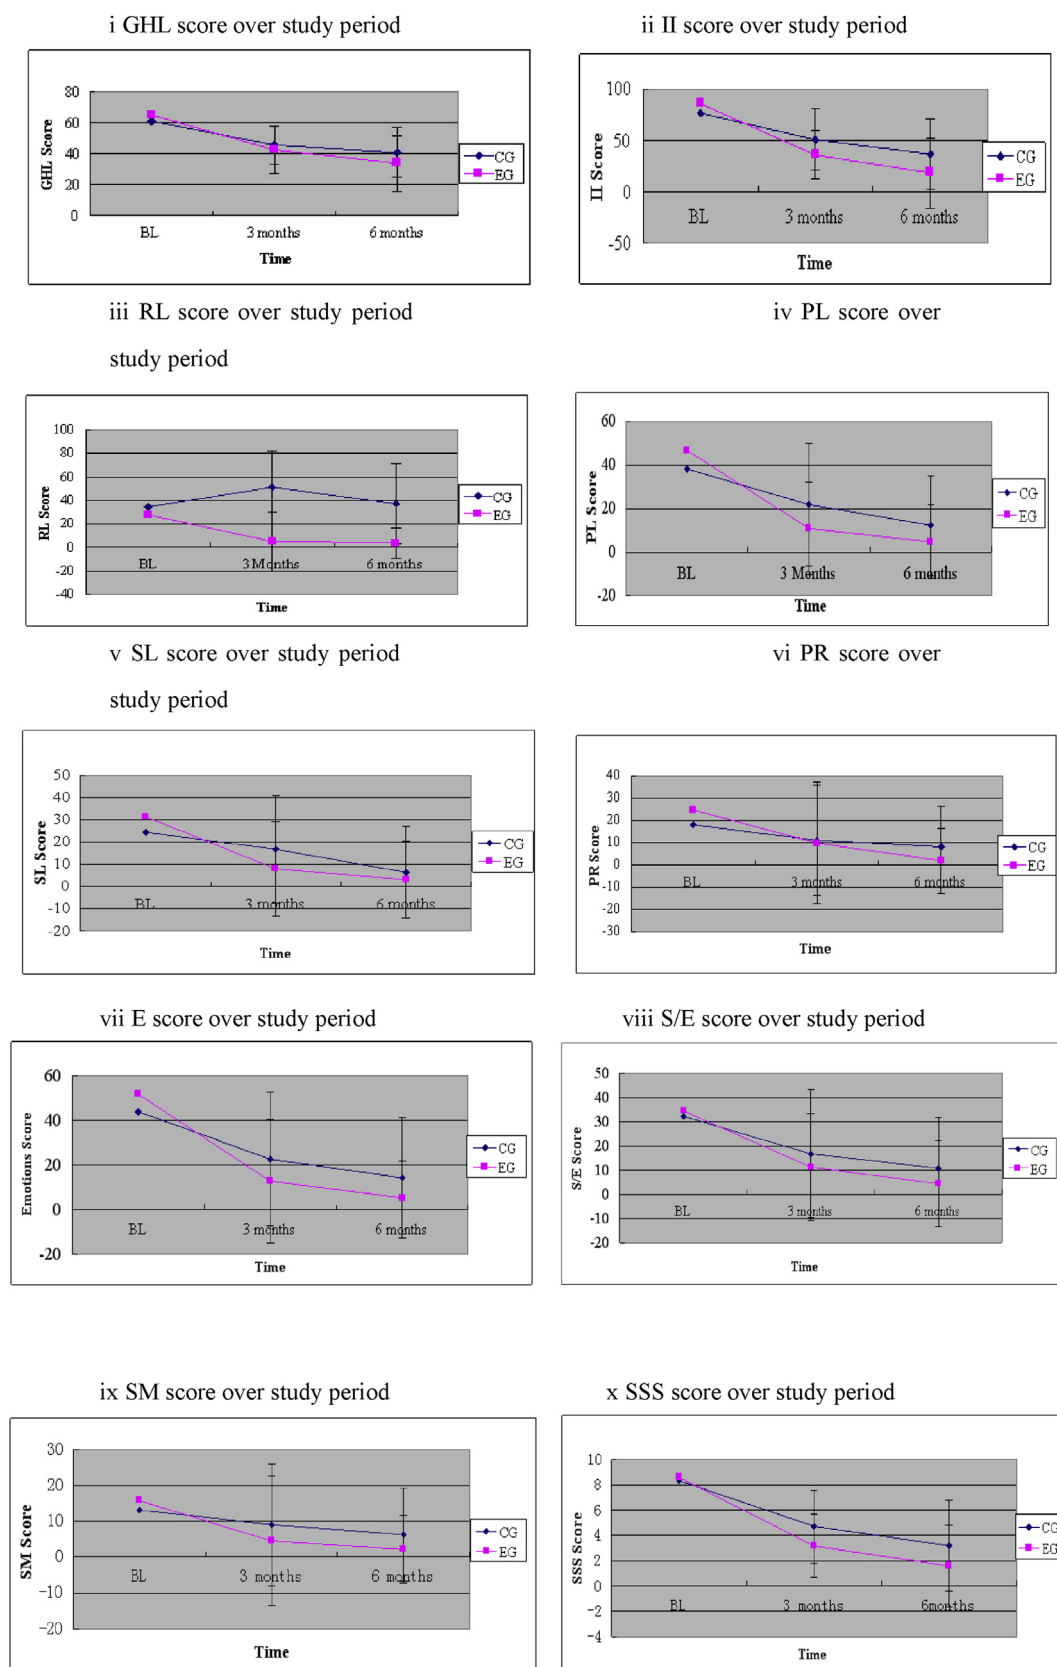 i GHL score over study period
ii II score over study period
80
60
40
20
0
GHL Score
BL
3 months
6 months
Time
CG
EG
100
50
0
-50
II Score
BL
3 months
6 months
Time
CG
EG
iii RL score over study period
iv PL score over
study period
100
80
60
40
20
0
-20
-40
RL Score
BL
3 Months
6 months
Time
CG
EG
60
40
20
0
-20
PL Score
BL
3 Months
6 months
Time
CG
EG
v SL score over study period
vi PR score over
study period
50
40
30
20
10
0
-10
-20
SL Score
BL
3 months
6 months
Time
CG
EG
40
30
20
10
0
-10
-20
-30
PR Score
BL
3 months
6 months
Time
CG
EG
vii E score over study period
viii S/E score over study period
60
40
20
0
-20
Emotions Score
BL
3 months
6 months
Time
CG
EG
50
40
30
20
10
0
-10
-20
S/E Score
BL
3 months
6 months
Time
CG
EG
ix SM score over study period
x SSS score over study period
30
20
10
0
-10
-20
SM Score
BL
3 months
6 months
Time
CG
EG
10
8
6
4
2
0
-2
-4
SSS Score
BL
3 months
6months
Time
CG
EG